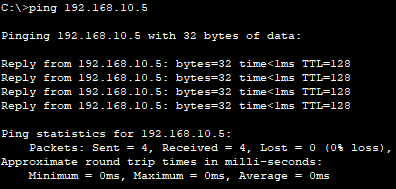 C:\>ping 192.168.10.5
Pinging 192.168.10.5 with 32 bytes of data:
Reply from 192.168.10.5: bytes=32 time<1ms TTL=128
Reply from 192.168.10.5: bytes=32 time<1ms TTL=128
Reply from 192.168.10.5: bytes=32 time<1ms TTL=128
Reply from 192.168.10.5: bytes=32 time<1ms TTL=128
Ping statistics for 192.168.10.5:
    Packets: Sent = 4, Received = 4, Lost = 0 (0% loss),
Approximate round trip times in milli-seconds:
    Minimum = 0ms, Maximum = 0ms, Average = 0ms